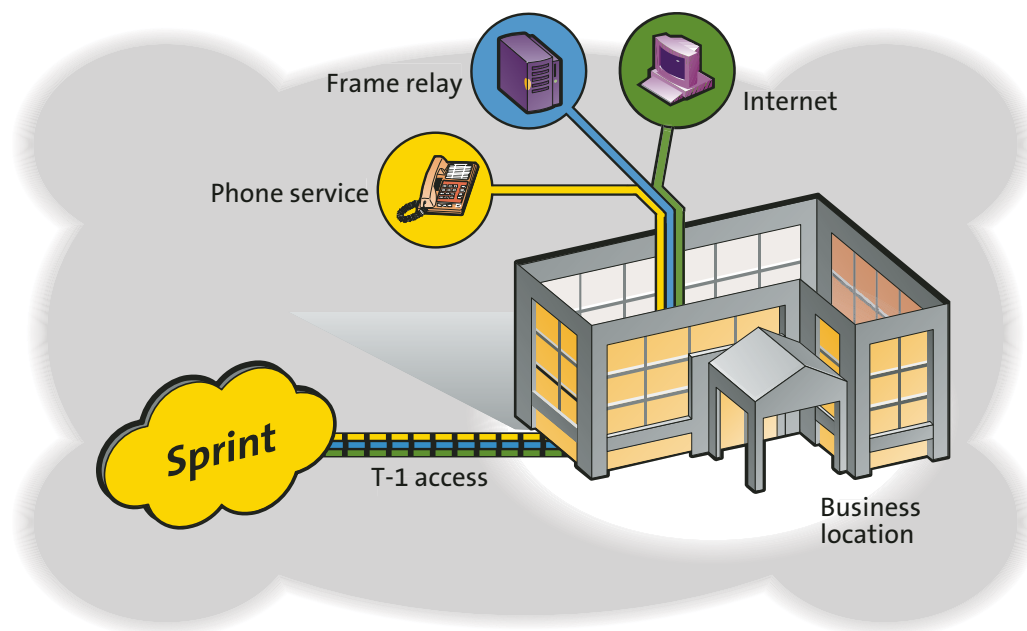 Frame relay
Internet
Phone service
Sprint
T-1 access
Business
location